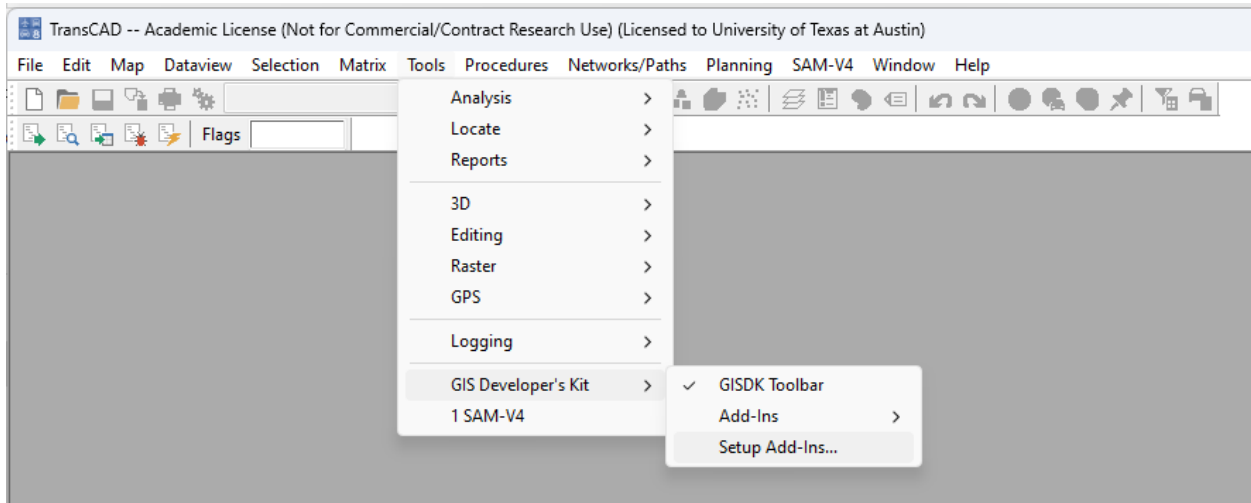 TransCAD -- Academic License (Not for Commercial/Contract Research Use) (Licensed to University of Texas at Austin)
File Edit Map Dataview Selection Matrix Tools Procedures Networks/Paths Planning SAM-V4 Window Help
Flags
Analysis
Locate
Reports
3D
Editing
Raster
GPS
Logging
GIS Developer's Kit
1 SAM-V4
GISDK Toolbar
Add-Ins
Setup Add-Ins...